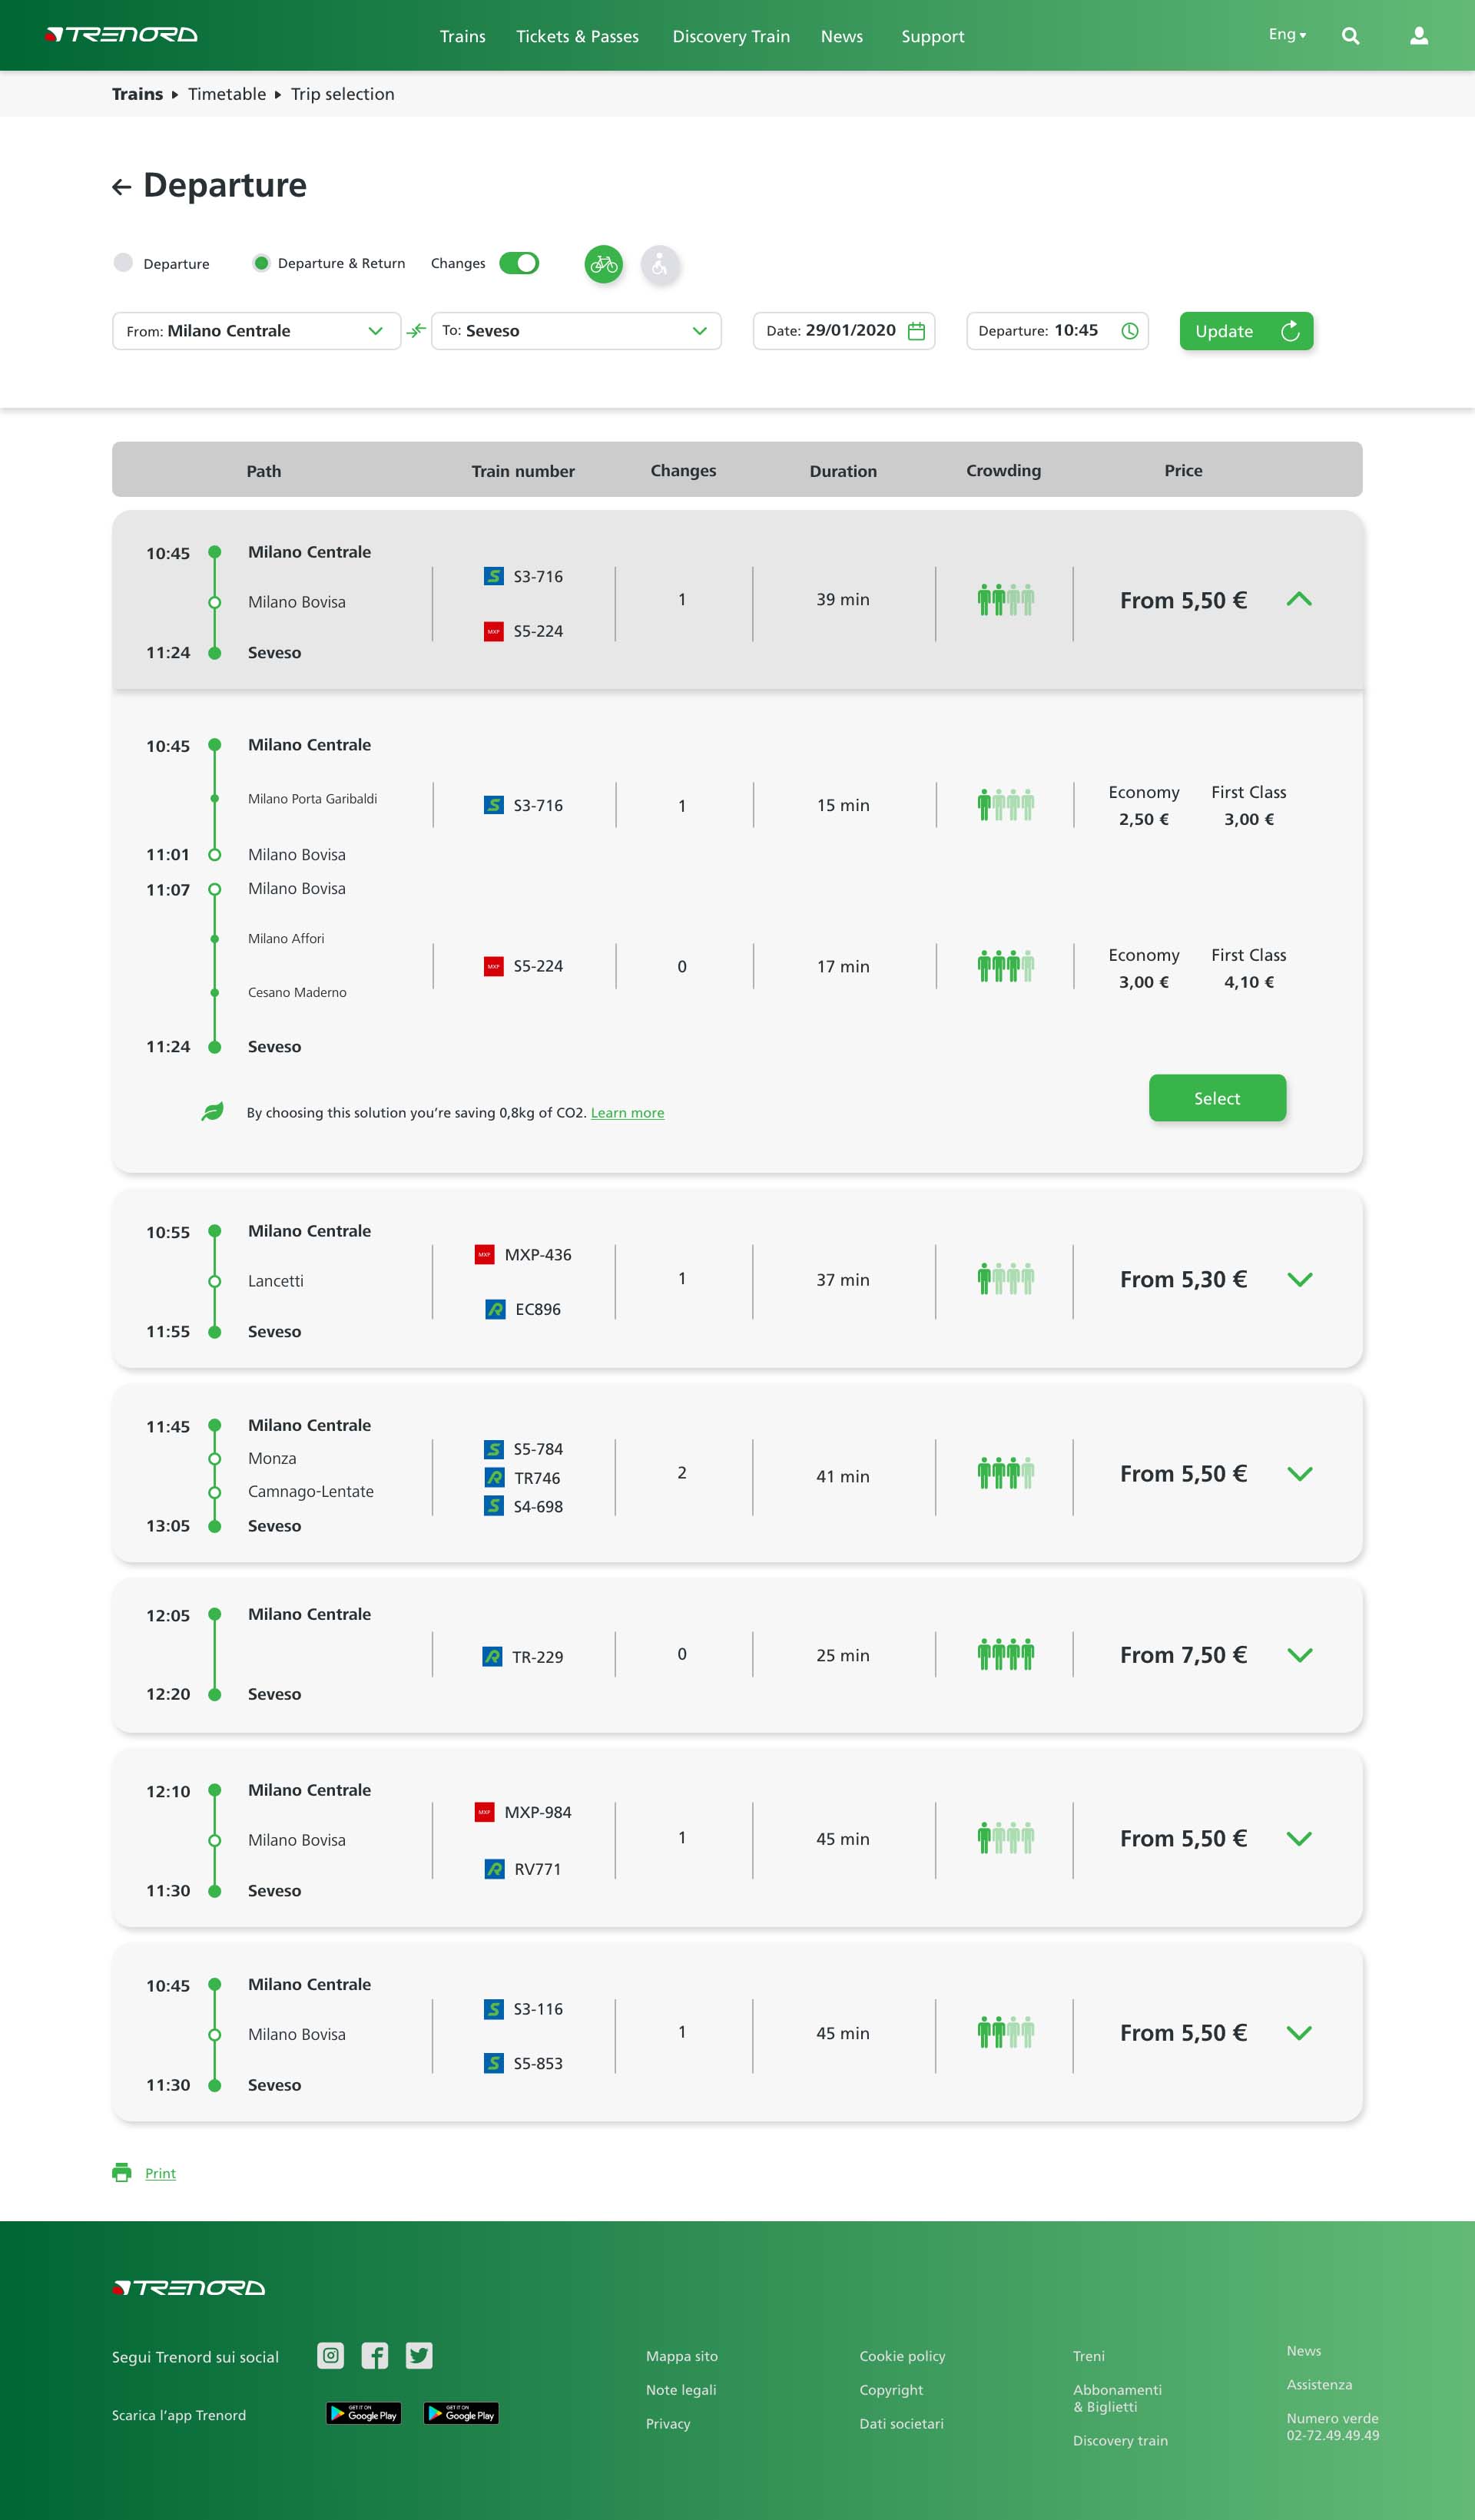 TRENORD
Trains Tickets & Passes Discovery Train News Support Eng
Trains Timetable Trip selection
Departure
Departure Departure & Return Changes
From: Milano Centrale To: Seveso Date: 29/01/2020 Departure: 10:45 Update
Path Train number Changes Duration Crowding Price
10:45 Milano Centrale
S S3-716
Milano Bovisa 1 39 min From 5,50 €
MXP S5-224
11:24 Seveso
10:45 Milano Centrale
Milano Porta Garibaldi S S3-716 1 15 min Economy First Class
2,50 € 3,00 €
11:01 Milano Bovisa
11:07 Milano Bovisa
Milano Affori
MXP S5-224 0 17 min Economy First Class
3,00 € 4,10 €
Cesano Maderno
11:24 Seveso
By choosing this solution you’re saving 0,8kg of CO2. Learn more Select
10:55 Milano Centrale
MXP MXP-436
Lancetti 1 37 min From 5,30 €
R EC896
11:55 Seveso
11:45 Milano Centrale
S S5-784
Monza
R TR746 2 41 min From 5,50 €
Camnago-Lentate
S S4-698
13:05 Seveso
12:05 Milano Centrale
R TR-229 0 25 min From 7,50 €
12:20 Seveso
12:10 Milano Centrale
MXP MXP-984
Milano Bovisa 1 45 min From 5,50 €
R RV771
11:30 Seveso
10:45 Milano Centrale
S S3-116
Milano Bovisa 1 45 min From 5,50 €
S S5-853
11:30 Seveso
Print
TRENORD
Segui Trenord sui social
Scarica l’app Trenord
GET IT ON
Google Play
GET IT ON
Google Play
Mappa sito
Note legali
Privacy
Cookie policy
Copyright
Dati societari
Treni
Abbonamenti
& Biglietti
Discovery train
News
Assistenza
Numero verde
02-72.49.49.49